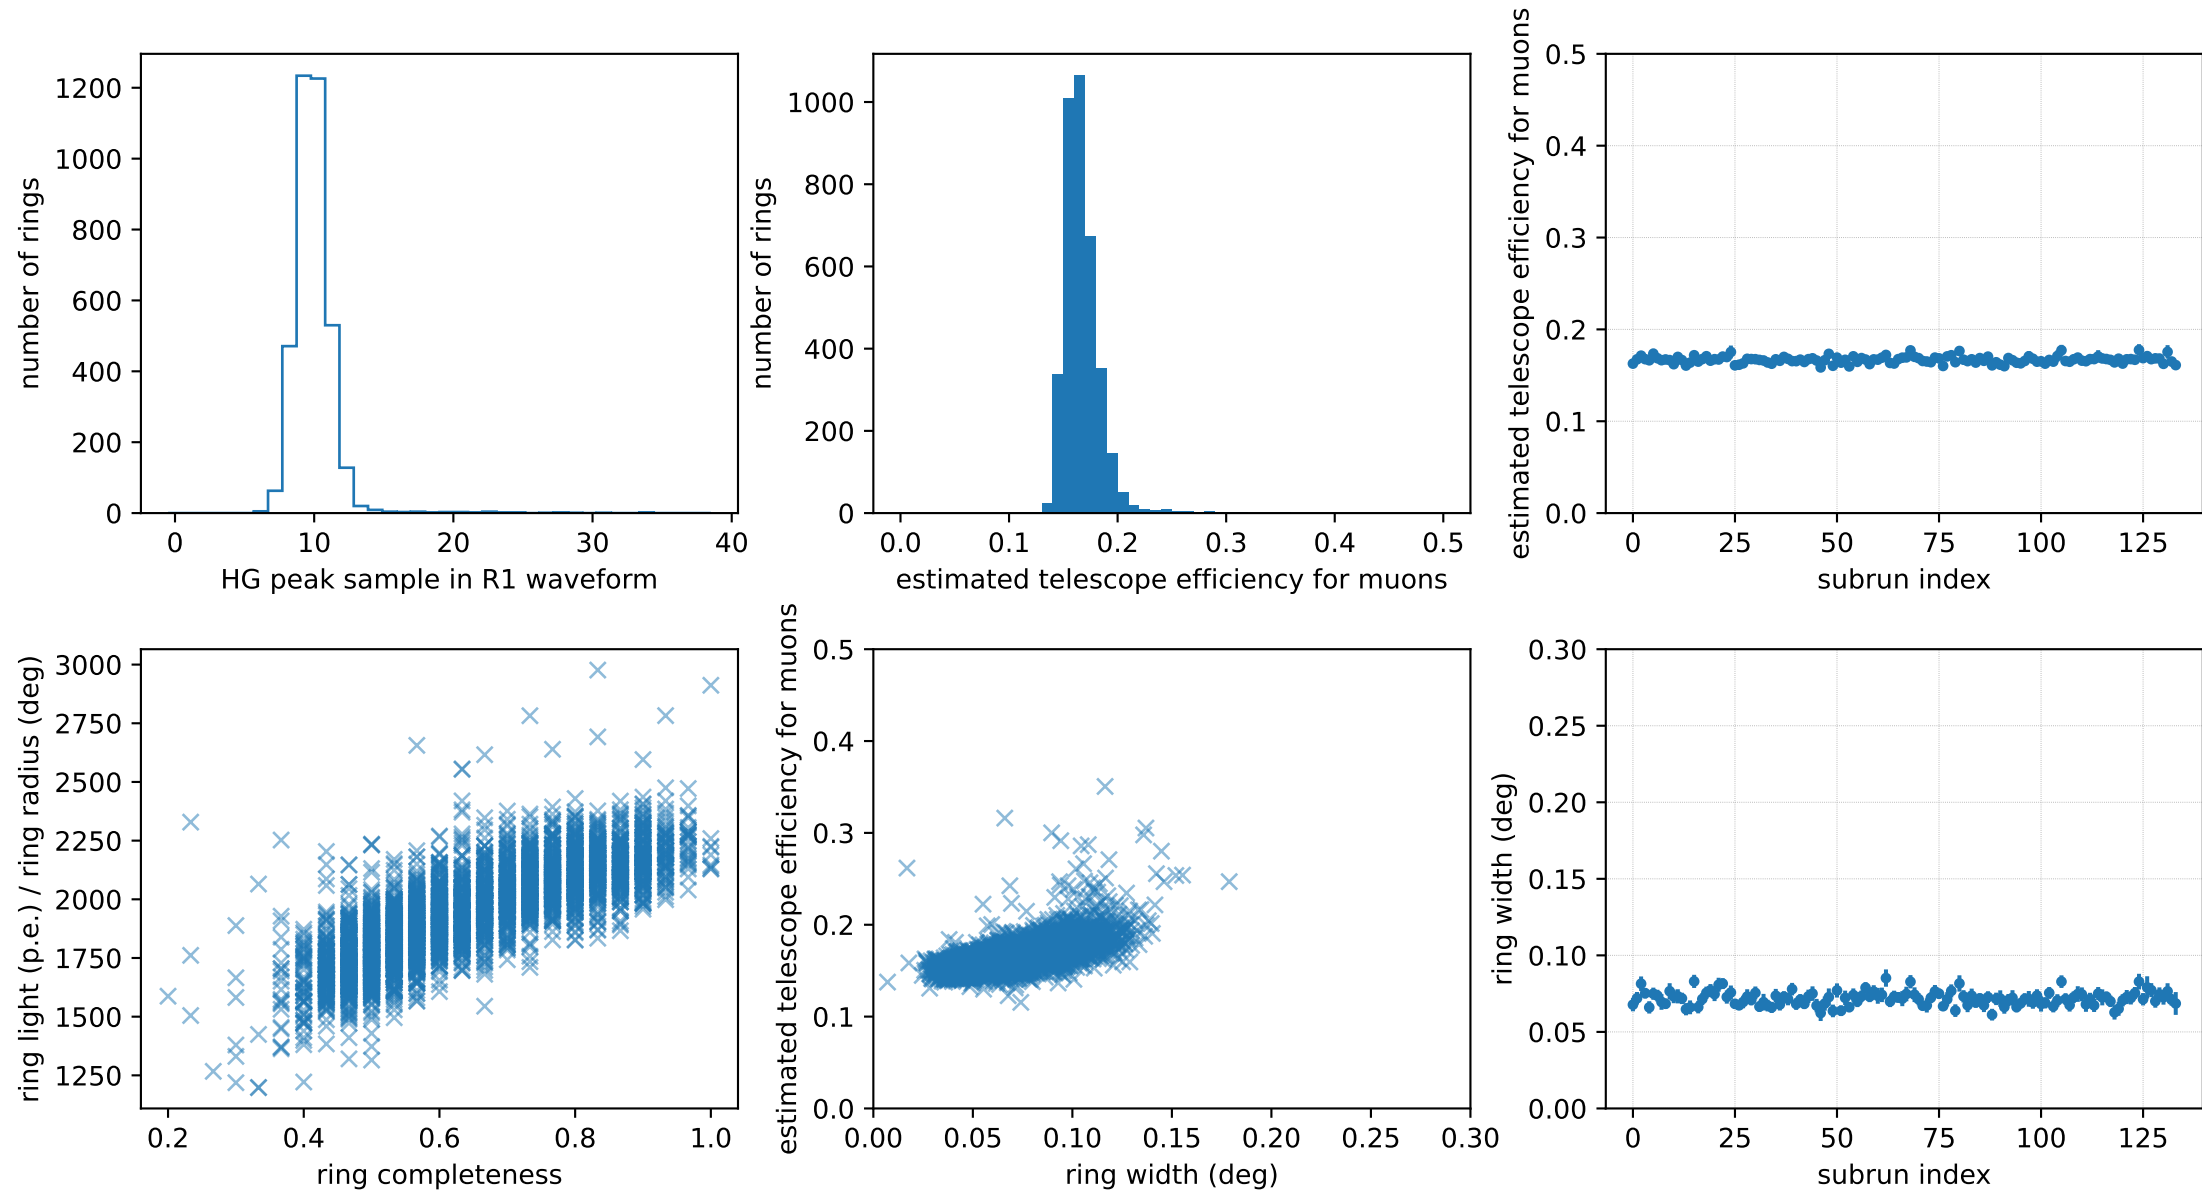 number of rings
1200
1000
800
600
400
200
0
0 10 20 30 40
HG peak sample in R1 waveform
number of rings
1000
800
600
400
200
0
0.0 0.1 0.2 0.3 0.4 0.5
estimated telescope efficiency for muons
estimated telescope efficiency for muons
0.5
0.4
0.3
0.2
0.1
0.0
0 25 50 75 100 125
subrun index
ring light (p.e.) / ring radius (deg)
3000
2750
2500
2250
2000
1750
1500
1250
0.2 0.4 0.6 0.8 1.0
ring completeness
estimated telescope efficiency for muons
0.5
0.4
0.3
0.2
0.1
0.0
0.00 0.05 0.10 0.15 0.20 0.25 0.30
ring width (deg)
ring width (deg)
0.30
0.25
0.20
0.15
0.10
0.05
0.00
0 25 50 75 100 125
subrun index